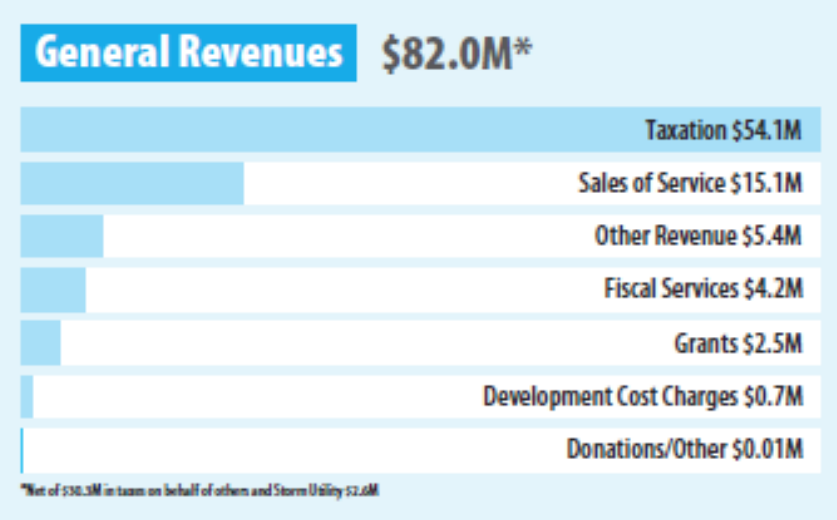 General Revenues $82.0M*
Taxation $54.1M
Sales of Service $15.1M
Other Revenue $5.4M
Fiscal Services $4.2M
Grants $2.5M
Development Cost Charges $0.7M
Donations/Other $0.01M
*Net of $30.3M in taxes on behalf of others and Storm Utility $2.6M